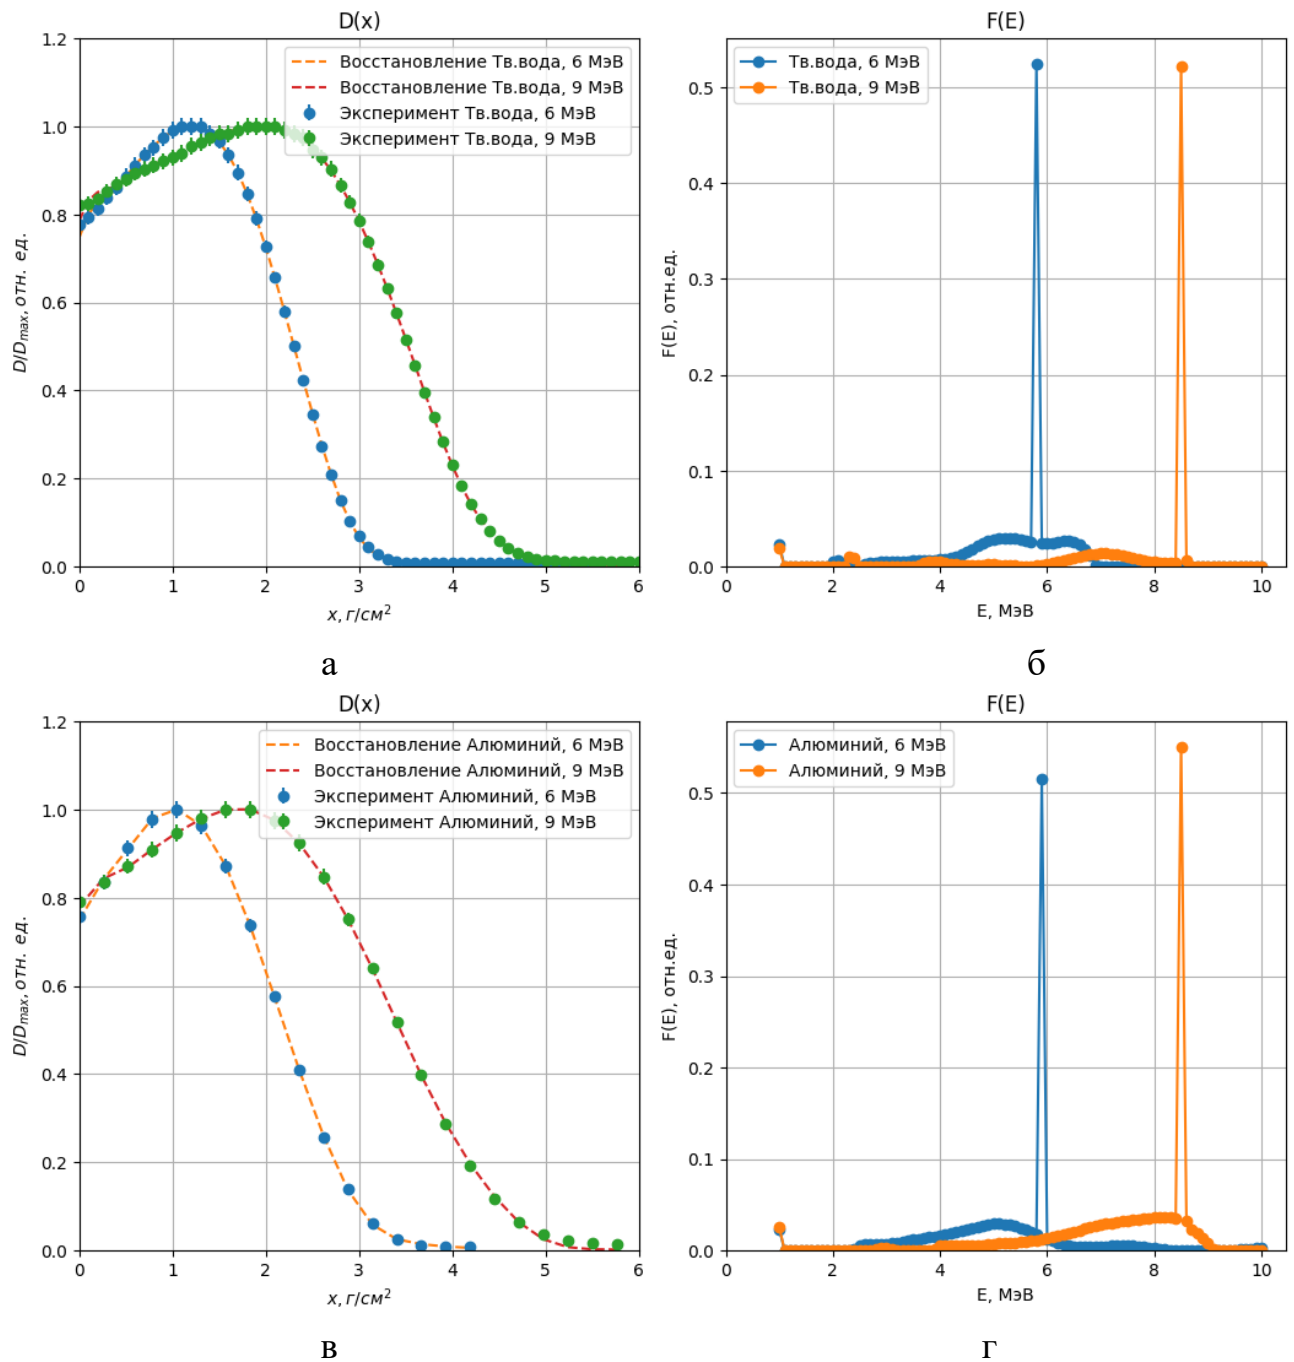 D(x)
1.2
1.0
0.8
0.6
0.4
0.2
0.0
D/Dmax, отн. ед.
Восстановление Тв.вода, 6 МэВ
Восстановление Тв.вода, 9 МэВ
Эксперимент Тв.вода, 6 МэВ
Эксперимент Тв.вода, 9 МэВ
0 1 2 3 4 5 6
x, г/см²
а
F(E)
0.5
0.4
0.3
0.2
0.1
0.0
F(E), отн.ед.
Тв.вода, 6 МэВ
Тв.вода, 9 МэВ
0 2 4 6 8 10
E, МэВ
б
D(x)
1.2
1.0
0.8
0.6
0.4
0.2
0.0
D/Dmax, отн. ед.
Восстановление Алюминий, 6 МэВ
Восстановление Алюминий, 9 МэВ
Эксперимент Алюминий, 6 МэВ
Эксперимент Алюминий, 9 МэВ
0 1 2 3 4 5 6
x, г/см²
в
F(E)
0.5
0.4
0.3
0.2
0.1
0.0
F(E), отн.ед.
Алюминий, 6 МэВ
Алюминий, 9 МэВ
0 2 4 6 8 10
E, МэВ
г